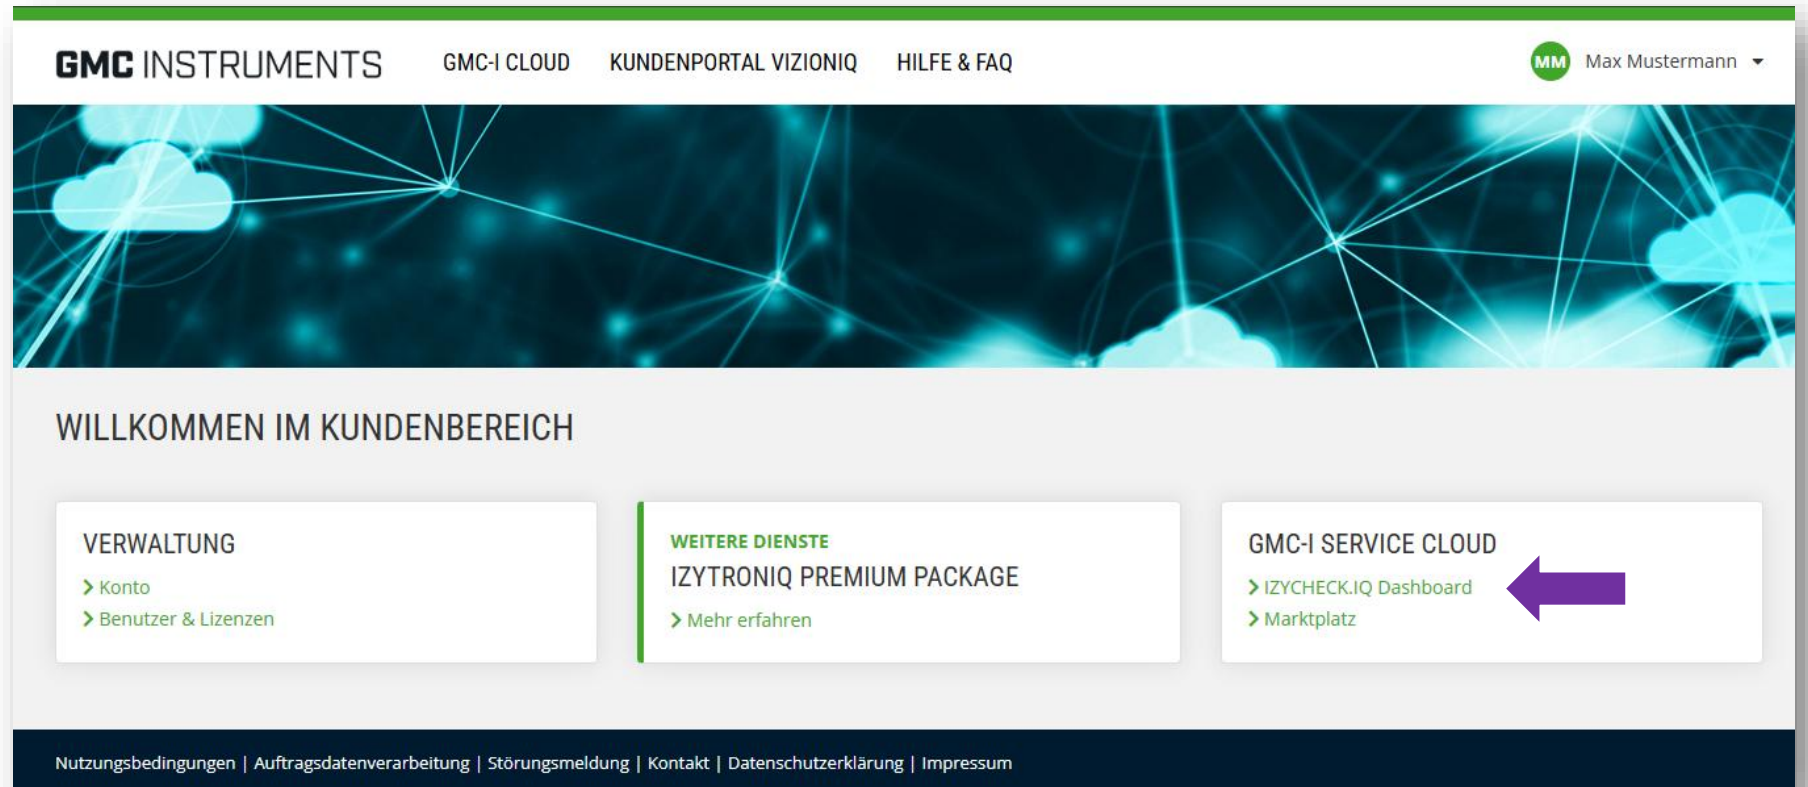 GMC INSTRUMENTS GMC-I CLOUD KUNDENPORTAL VIZIONIQ HILFE & FAQ MM Max Mustermann
WILLKOMMEN IM KUNDENBEREICH
VERWALTUNG
Konto
Benutzer & Lizenzen
WEITERE DIENSTE
IZYTRONIQ PREMIUM PACKAGE
Mehr erfahren
GMC-I SERVICE CLOUD
IZYCHECK.IQ Dashboard
Marktplatz
Nutzungsbedingungen | Auftragsdatenverarbeitung | Störungsmeldung | Kontakt | Datenschutzerklärung | Impressum